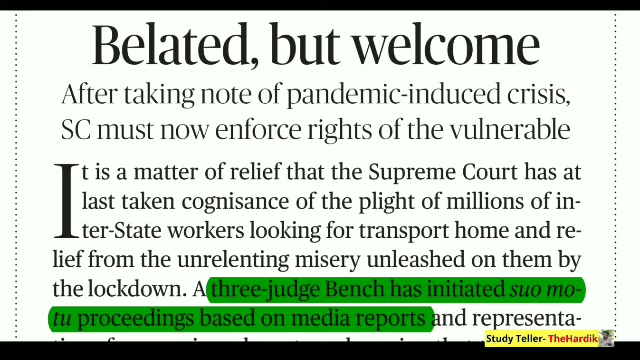 Belated, but welcome
After taking note of pandemic-induced crisis,
SC must now enforce rights of the vulnerable
It is a matter of relief that the Supreme Court has at
last taken cognisance of the plight of millions of in-
ter-State workers looking for transport home and re-
lief from the unrelenting misery unleashed on them by
the lockdown. A three-judge Bench has initiated suo mo-
tu proceedings based on media reports and representa-
Study Teller- TheHardik